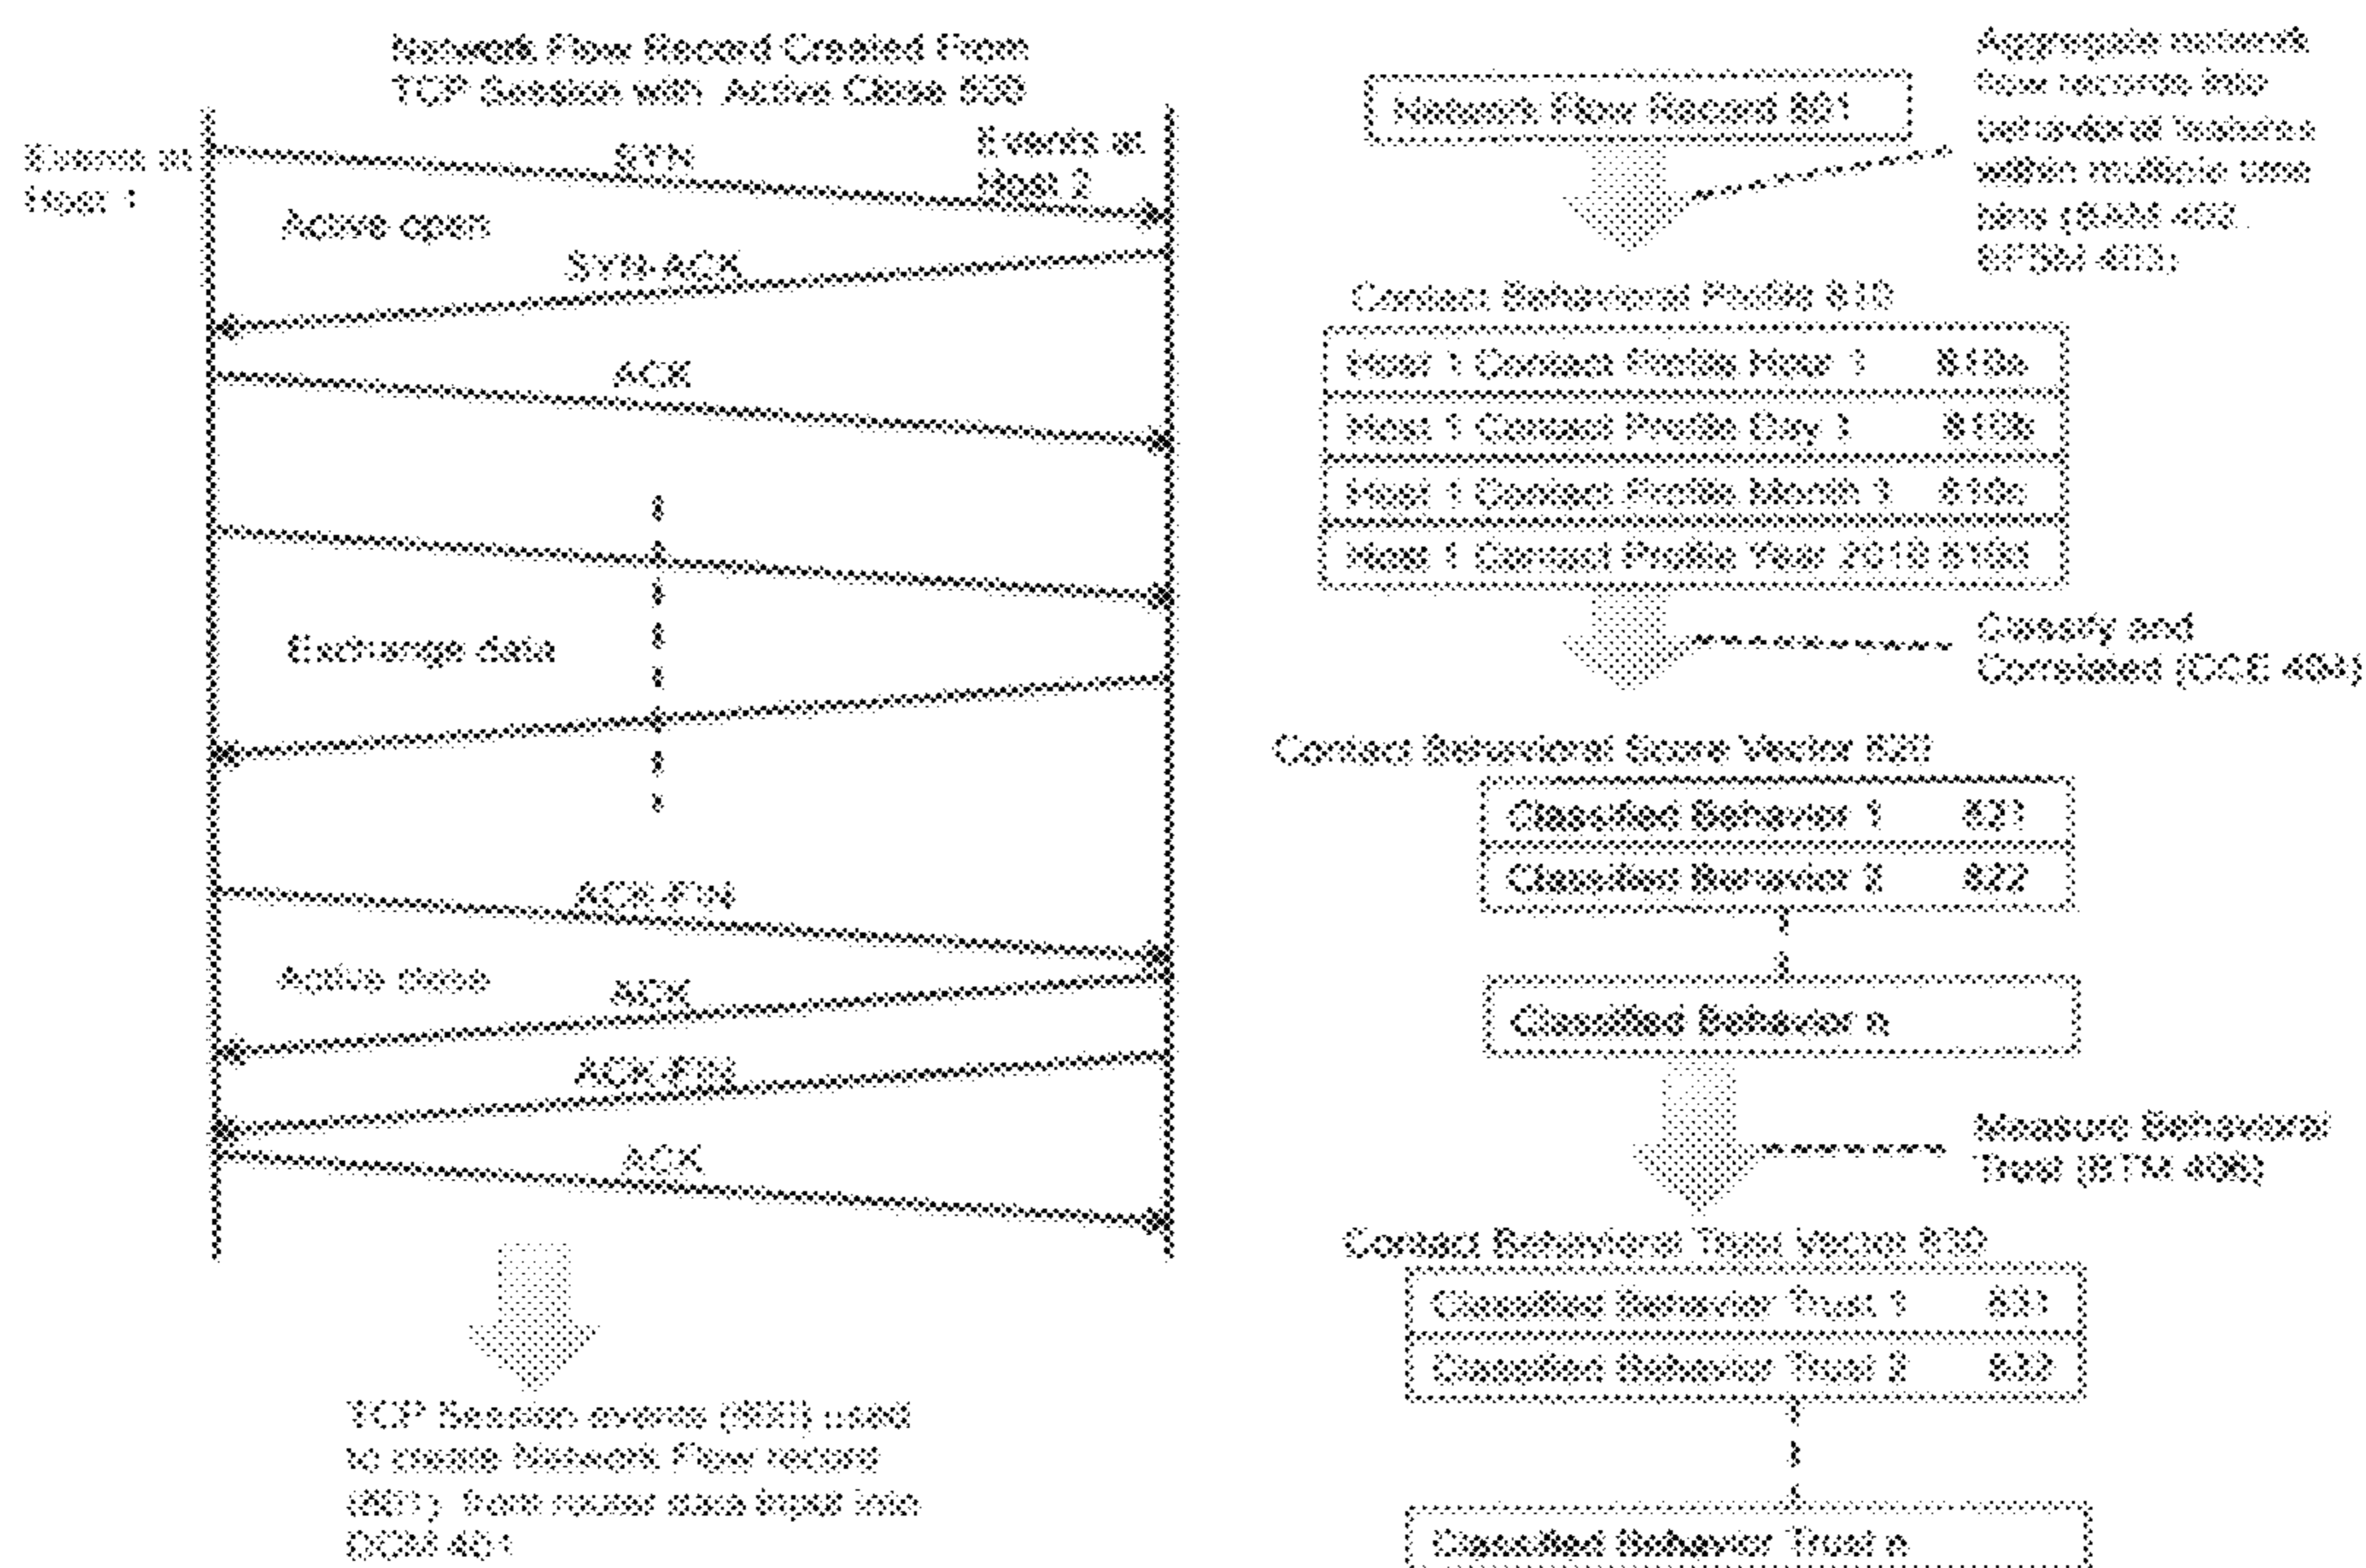 Network Flow Record Created From
TCP Session with Active Close 800
Events at
Host 1
Events at
Host 2
SYN
Active open
SYN-ACK
ACK
Exchange data
ACK-FIN
Active close
ACK
ACK-FIN
ACK
TCP Session events (800) used
to create Network Flow record
(801), from router data input into
DCM 401
Network Flow Record 801
Aggregate network
flow records into
behavioral features
within multiple time
bins
Contact Behavioral Profile 810
Host 1 Contact Profile Hour 1 810a
Host 1 Contact Profile Day 1 810b
Host 1 Contact Profile Month 1 810c
Host 1 Contact Profile Year 2010 810d
Classify and
Correlated (CCE 404)
Contact Behavioral Score Vector 820
Classified Behavior 1 821
Classified Behavior 2 822
Classified Behavior n
Measure Behavioral
Trust (BTM 406)
Contact Behavioral Trust Vector 830
Classified Behavior Trust 1 831
Classified Behavior Trust 2 832
Classified Behavior Trust n